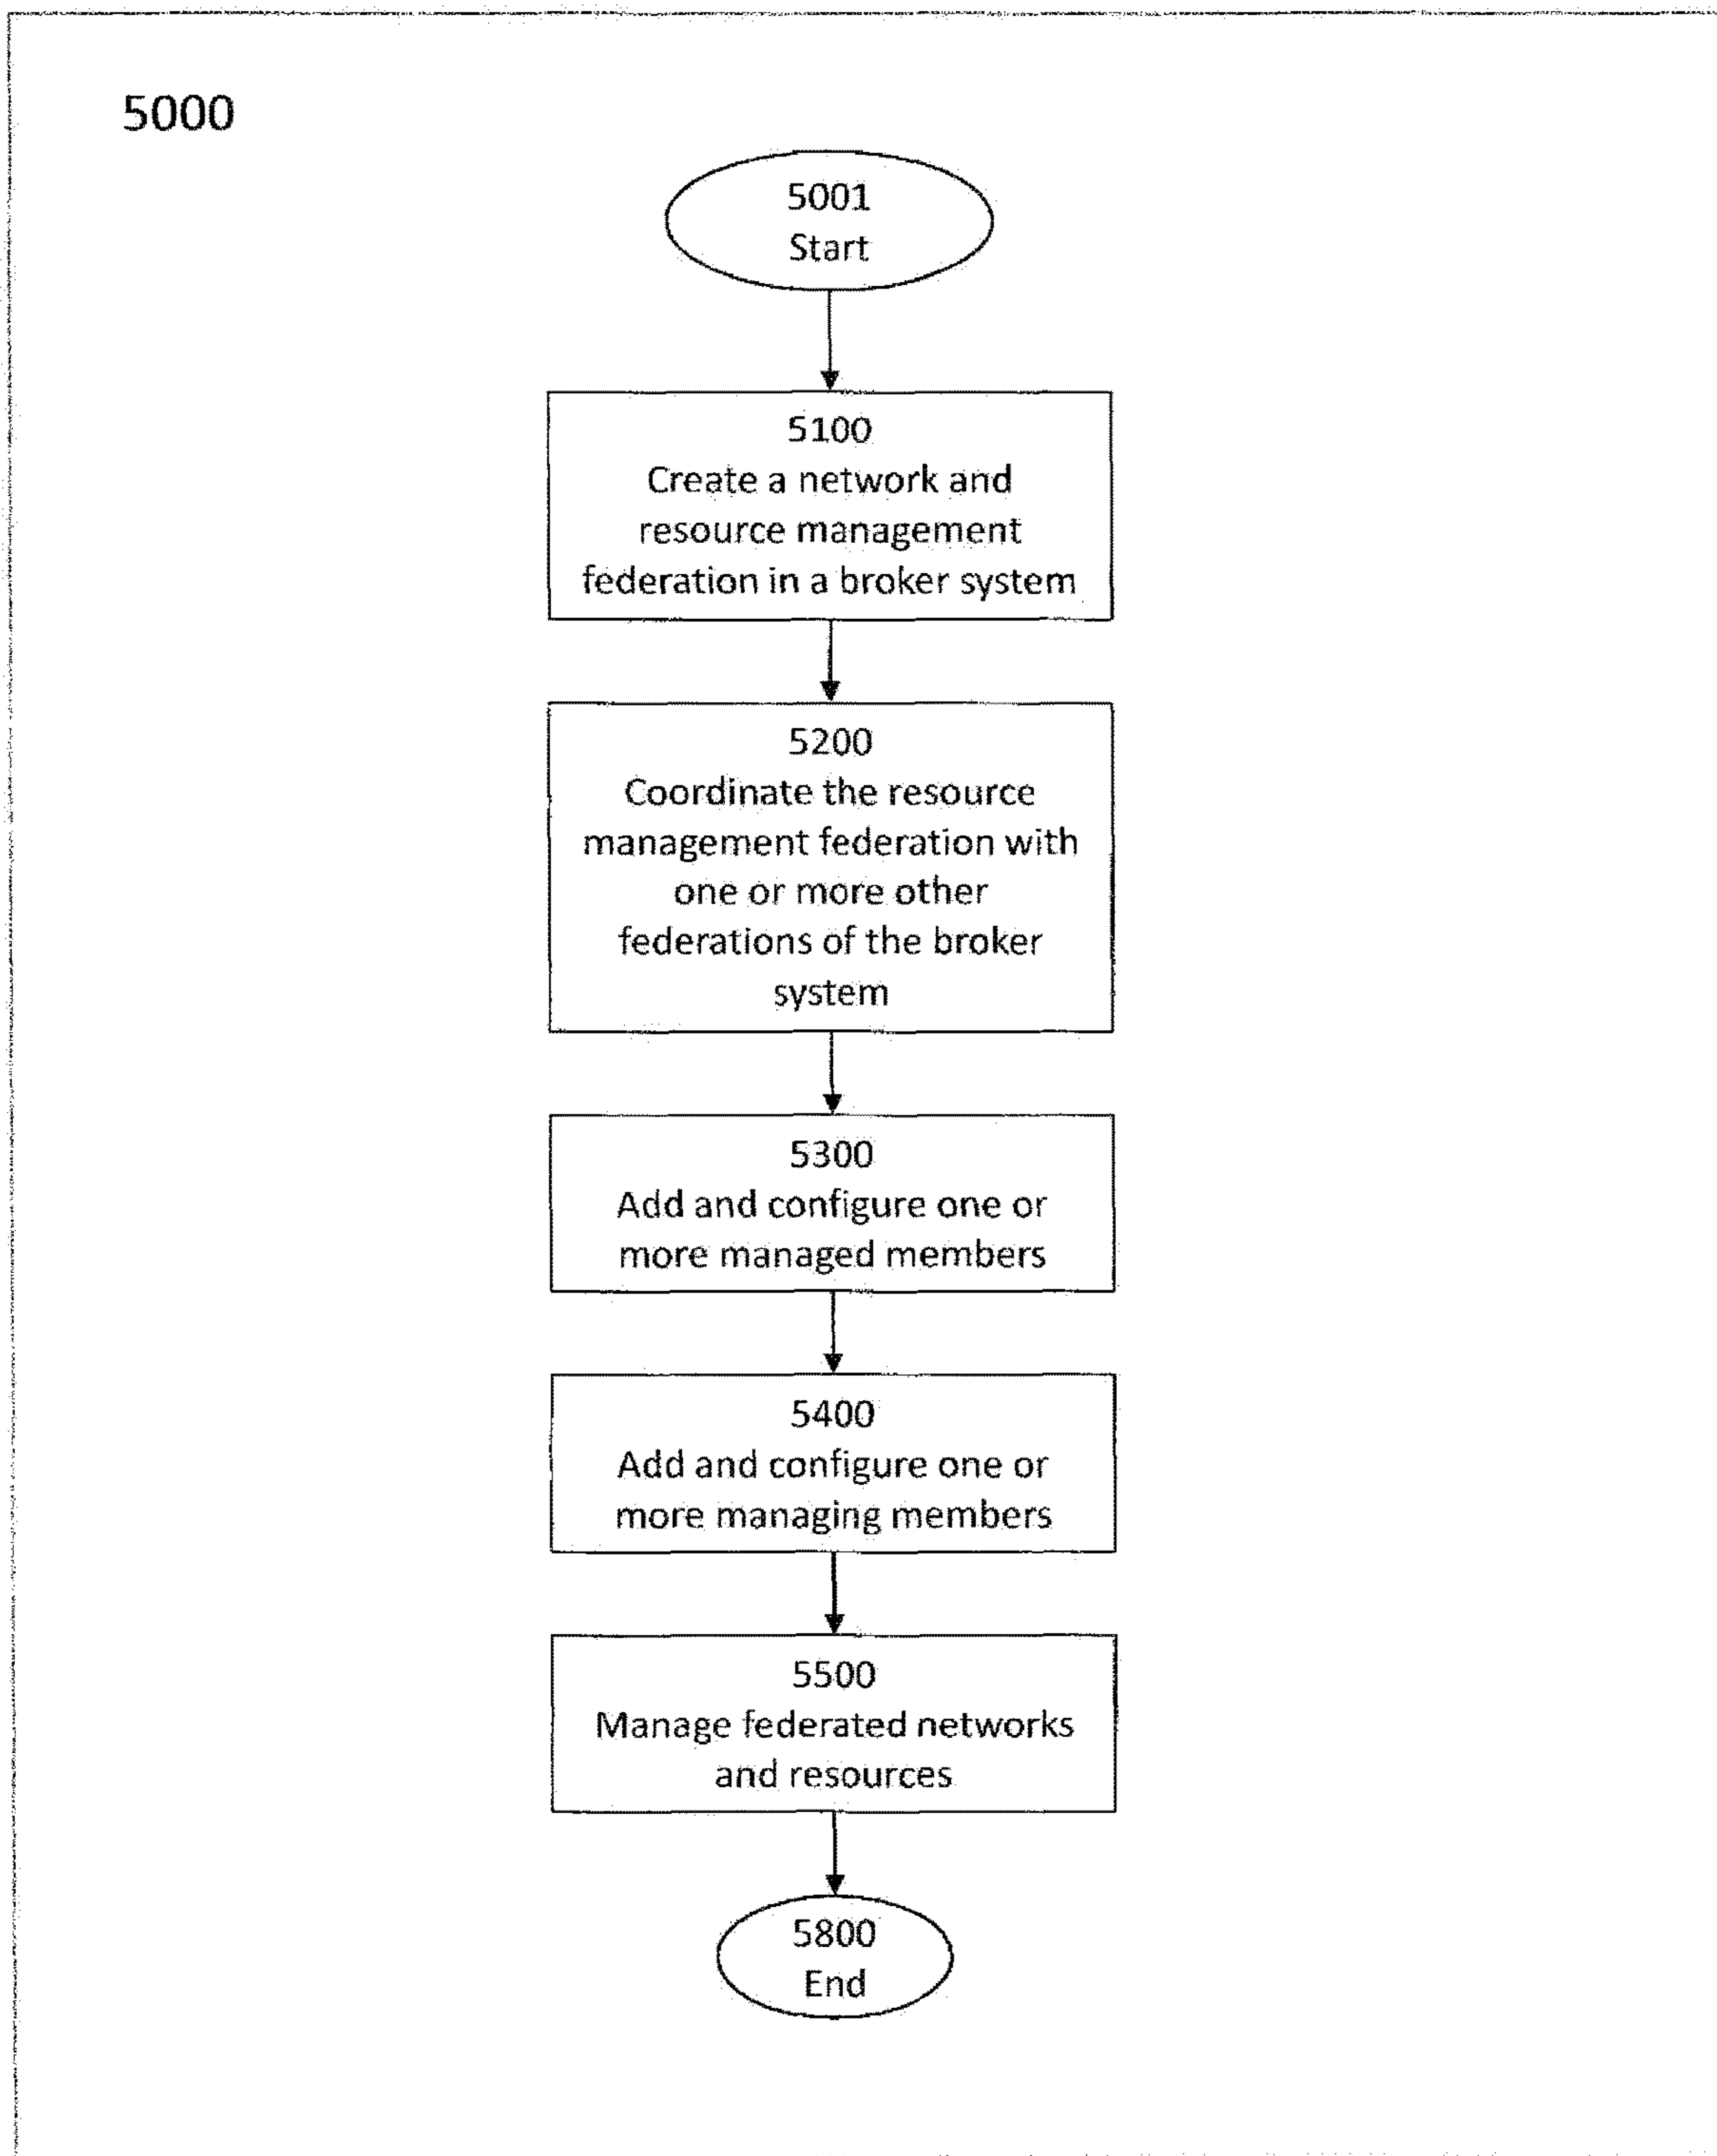 5000
5001
Start
5100
Create a network and
resource management
federation in a broker system
5200
Coordinate the resource
management federation with
one or more other
federations of the broker
system
5300
Add and configure one or
more managed members
5400
Add and configure one or
more managing members
5500
Manage federated networks
and resources
5800
End